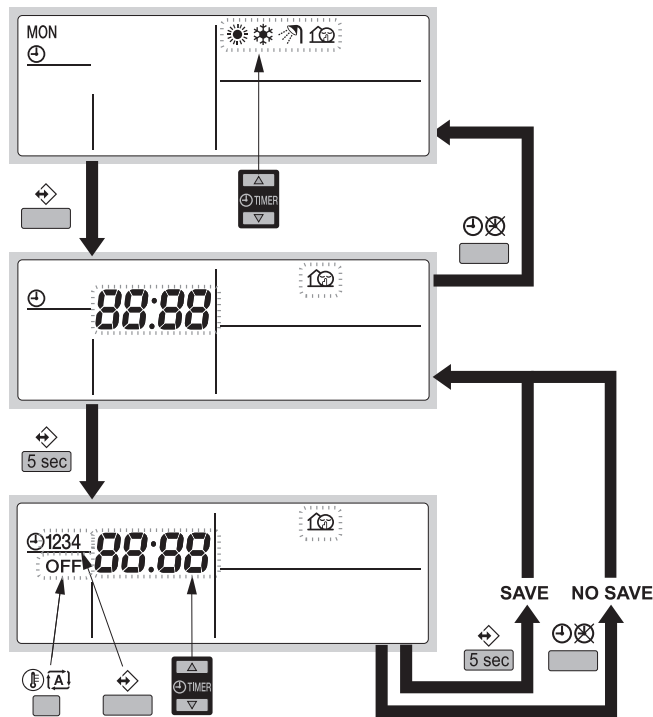 MON
TIMER
88:88
5 sec
1234 88:88
OFF
SAVE NO SAVE
5 sec
A
TIMER